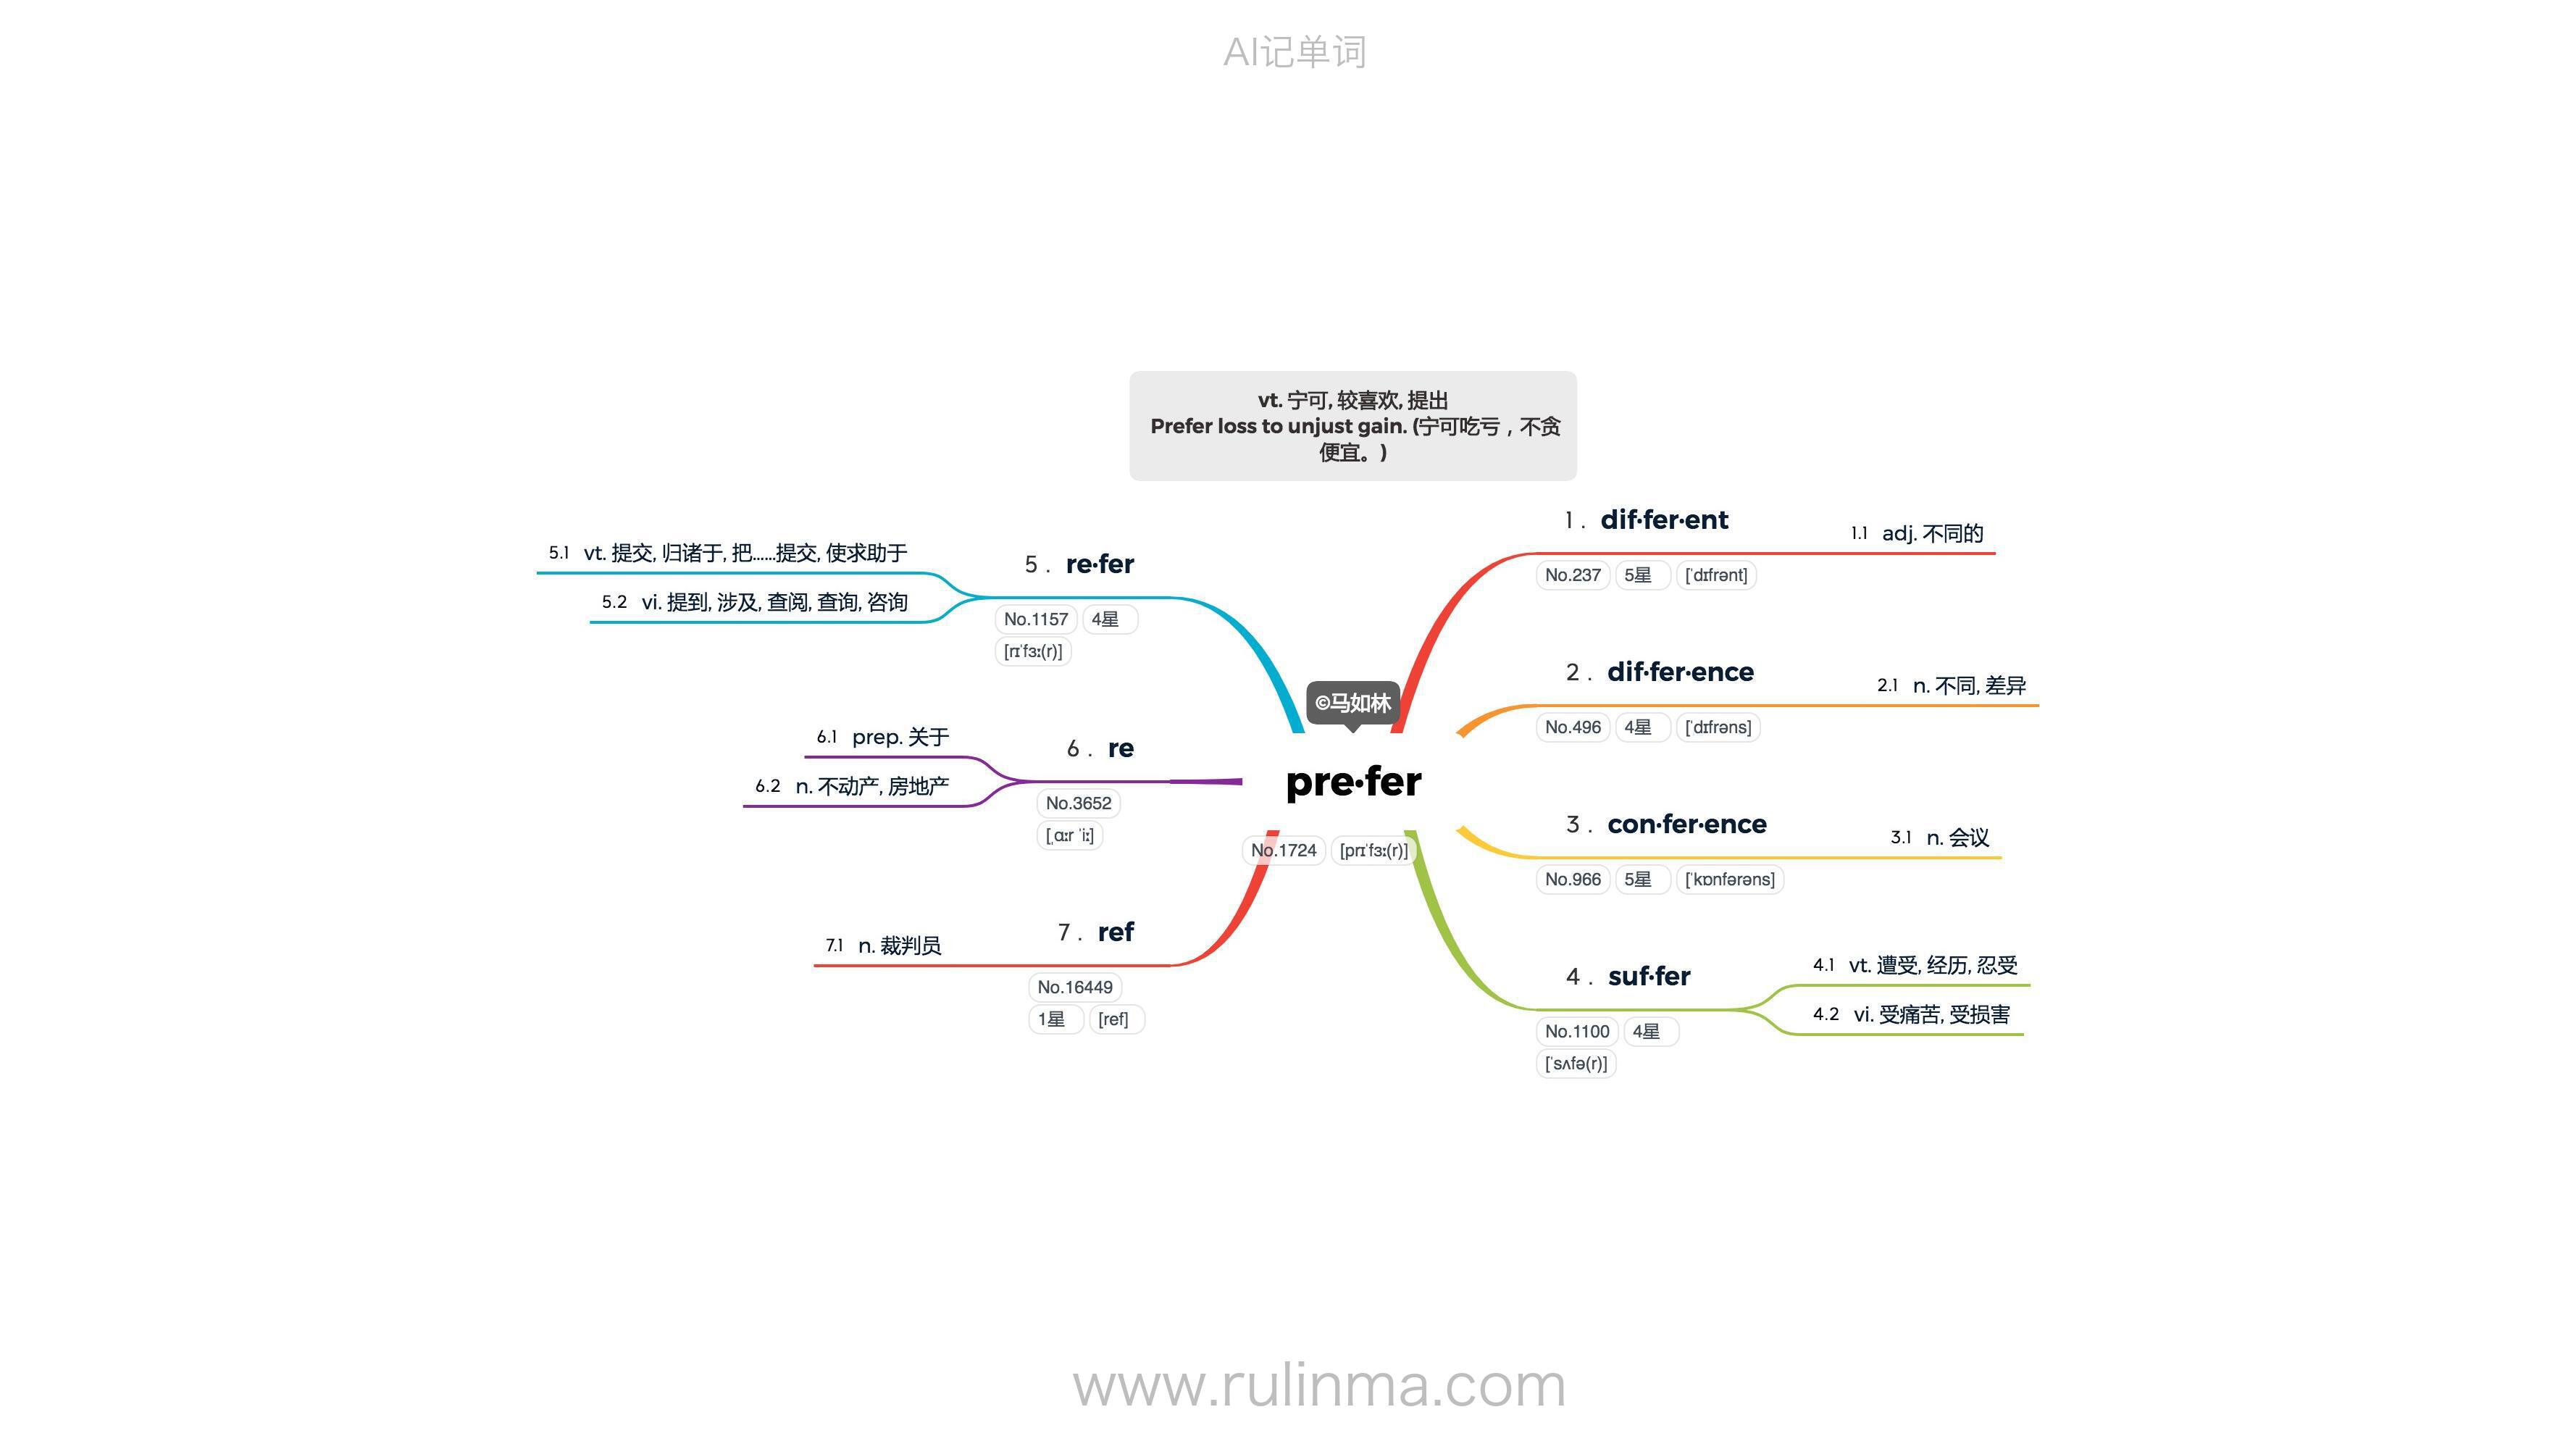 AI记单词
vt. 宁可, 较喜欢, 提出
Prefer loss to unjust gain. (宁可吃亏，不贪
便宜。)
©马如林
pre·fer
No.1724 [prɪˈfɜː(r)]
1 . dif·fer·ent
No.237 5星 [ˈdɪfrənt]
1.1 adj. 不同的
2 . dif·fer·ence
No.496 4星 [ˈdɪfrəns]
2.1 n. 不同, 差异
3 . con·fer·ence
No.966 5星 [ˈkɒnfərəns]
3.1 n. 会议
4 . suf·fer
No.1100 4星
[ˈsʌfə(r)]
4.1 vt. 遭受, 经历, 忍受
4.2 vi. 受痛苦, 受损害
5 . re·fer
No.1157 4星
[rɪˈfɜː(r)]
5.1 vt. 提交, 归诸于, 把……提交, 使求助于
5.2 vi. 提到, 涉及, 查阅, 查询, 咨询
6 . re
No.3652
[ˌɑːr ˈiː]
6.1 prep. 关于
6.2 n. 不动产, 房地产
7 . ref
No.16449
1星 [ref]
7.1 n. 裁判员
www.rulinma.com